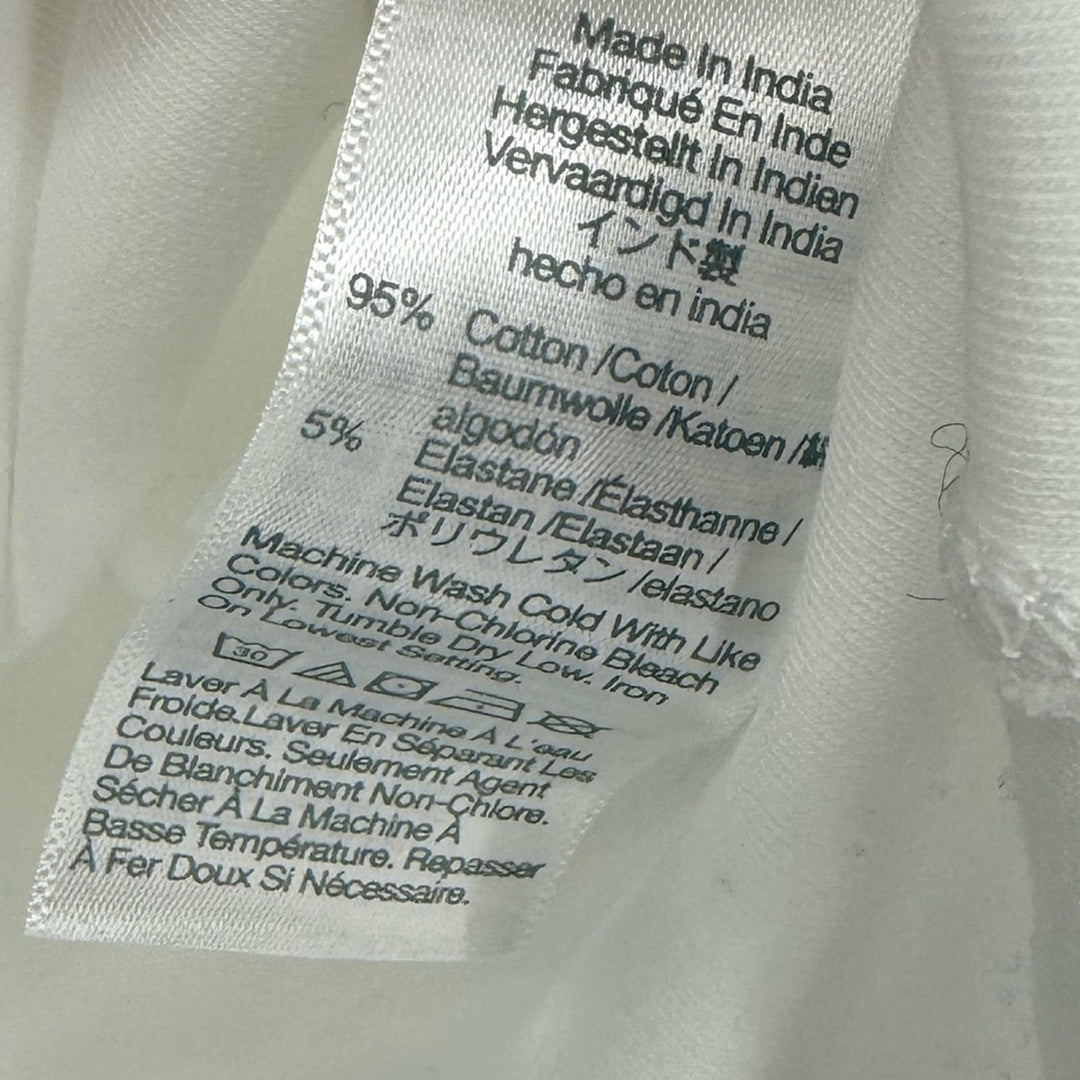 Made In India
Fabriqué En Inde
Hergestellt In Indien
Vervaardigd In India
インド製
hecho en india
95% Cotton /Coton /
Baumwolle /Katoen /綿
algodón
5% Elastane /Élasthanne /
Elastan /Elastaan /
ポリウレタン /elastano
Machine Wash Cold With Like
Colors. Non-Chlorine Bleach
Only. Tumble Dry Low. Iron
On Lowest Setting.
30
Laver À La Machine À L'eau
Froide.Laver En Séparant Les
Couleurs. Seulement Agent
De Blanchiment Non-Chlore.
Sécher À La Machine À
Basse Température. Repasser
À Fer Doux Si Nécessaire.